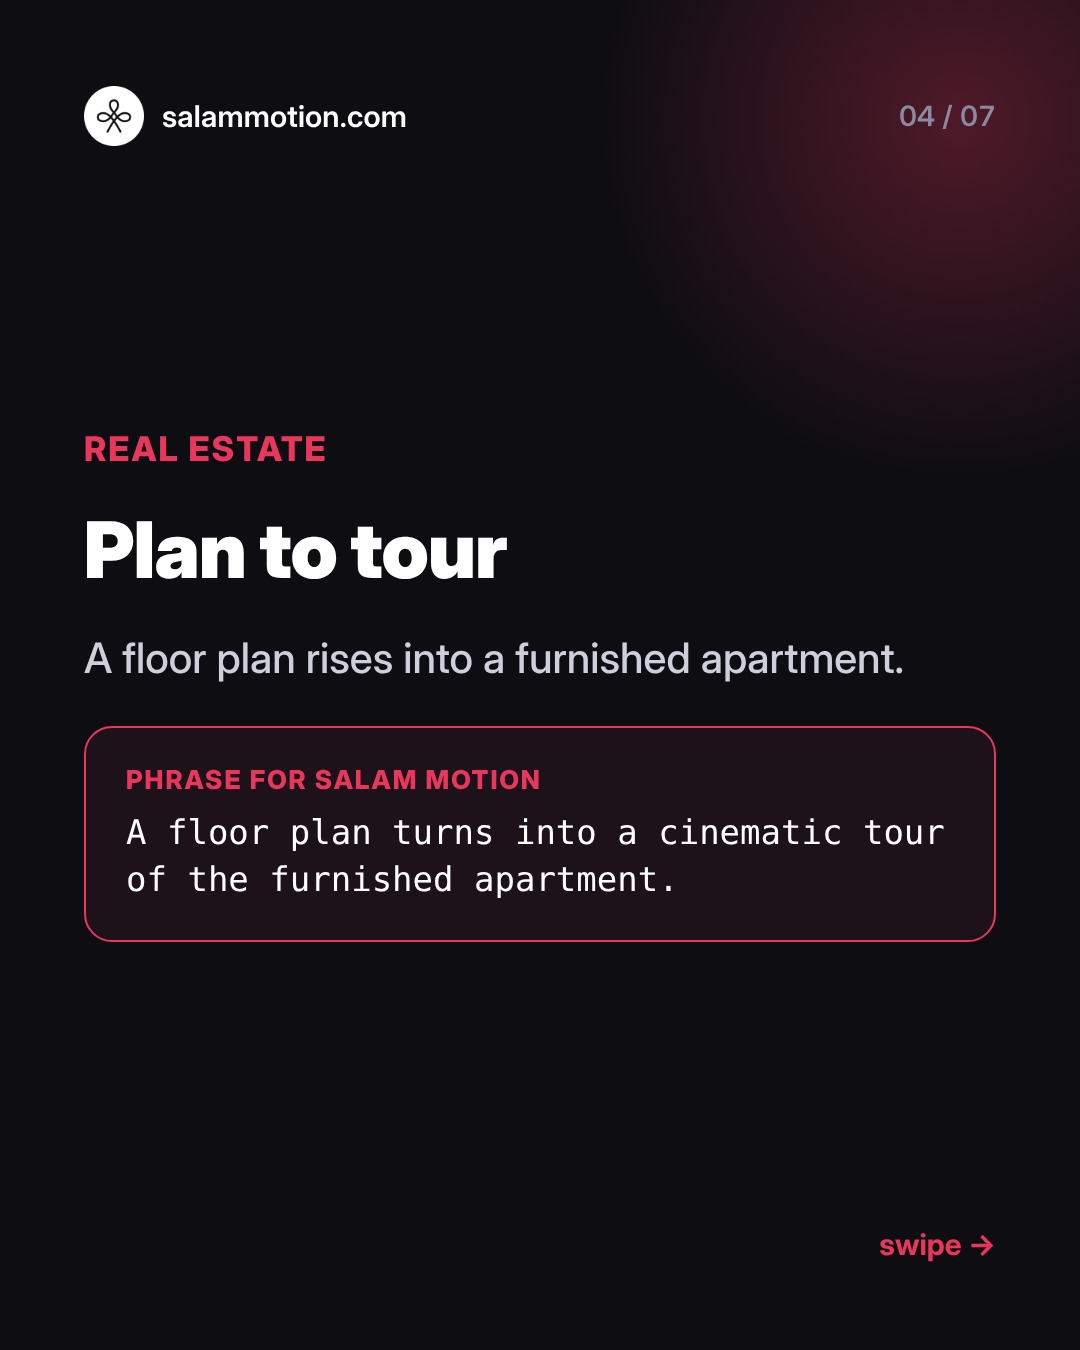 salammotion.com
04 / 07
REAL ESTATE
Plan to tour
A floor plan rises into a furnished apartment.
PHRASE FOR SALAM MOTION
A floor plan turns into a cinematic tour
of the furnished apartment.
swipe →